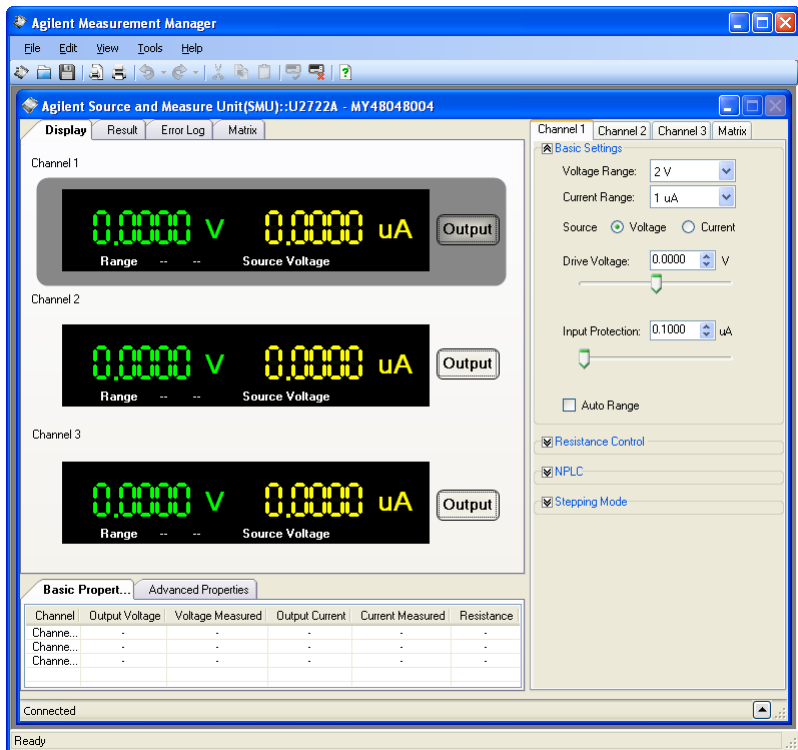 Agilent Measurement Manager
File Edit View Tools Help
Agilent Source and Measure Unit(SMU)::U2722A - MY48048004
Display Result Error Log Matrix
Channel 1
0.0000 V 0.0000 uA Output
Range -- -- Source Voltage
Channel 2
0.0000 V 0.0000 uA Output
Range -- -- Source Voltage
Channel 3
0.0000 V 0.0000 uA Output
Range -- -- Source Voltage
Basic Propert... Advanced Properties
Channel Output Voltage Voltage Measured Output Current Current Measured Resistance
Channe... - - - - -
Channe... - - - - -
Channe... - - - - -
Channel 1 Channel 2 Channel 3 Matrix
Basic Settings
Voltage Range: 2 V
Current Range: 1 uA
Source Voltage Current
Drive Voltage: 0.0000 V
Input Protection: 0.1000 uA
Auto Range
Resistance Control
NPLC
Stepping Mode
Connected
Ready